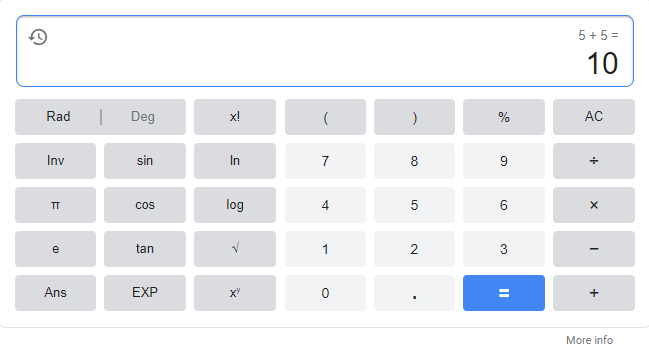 5 + 5 =
10
Rad | Deg x! ( ) % AC
Inv sin ln 7 8 9 ÷
π cos log 4 5 6 ×
e tan √ 1 2 3 −
Ans EXP xʸ 0 . = +
More info